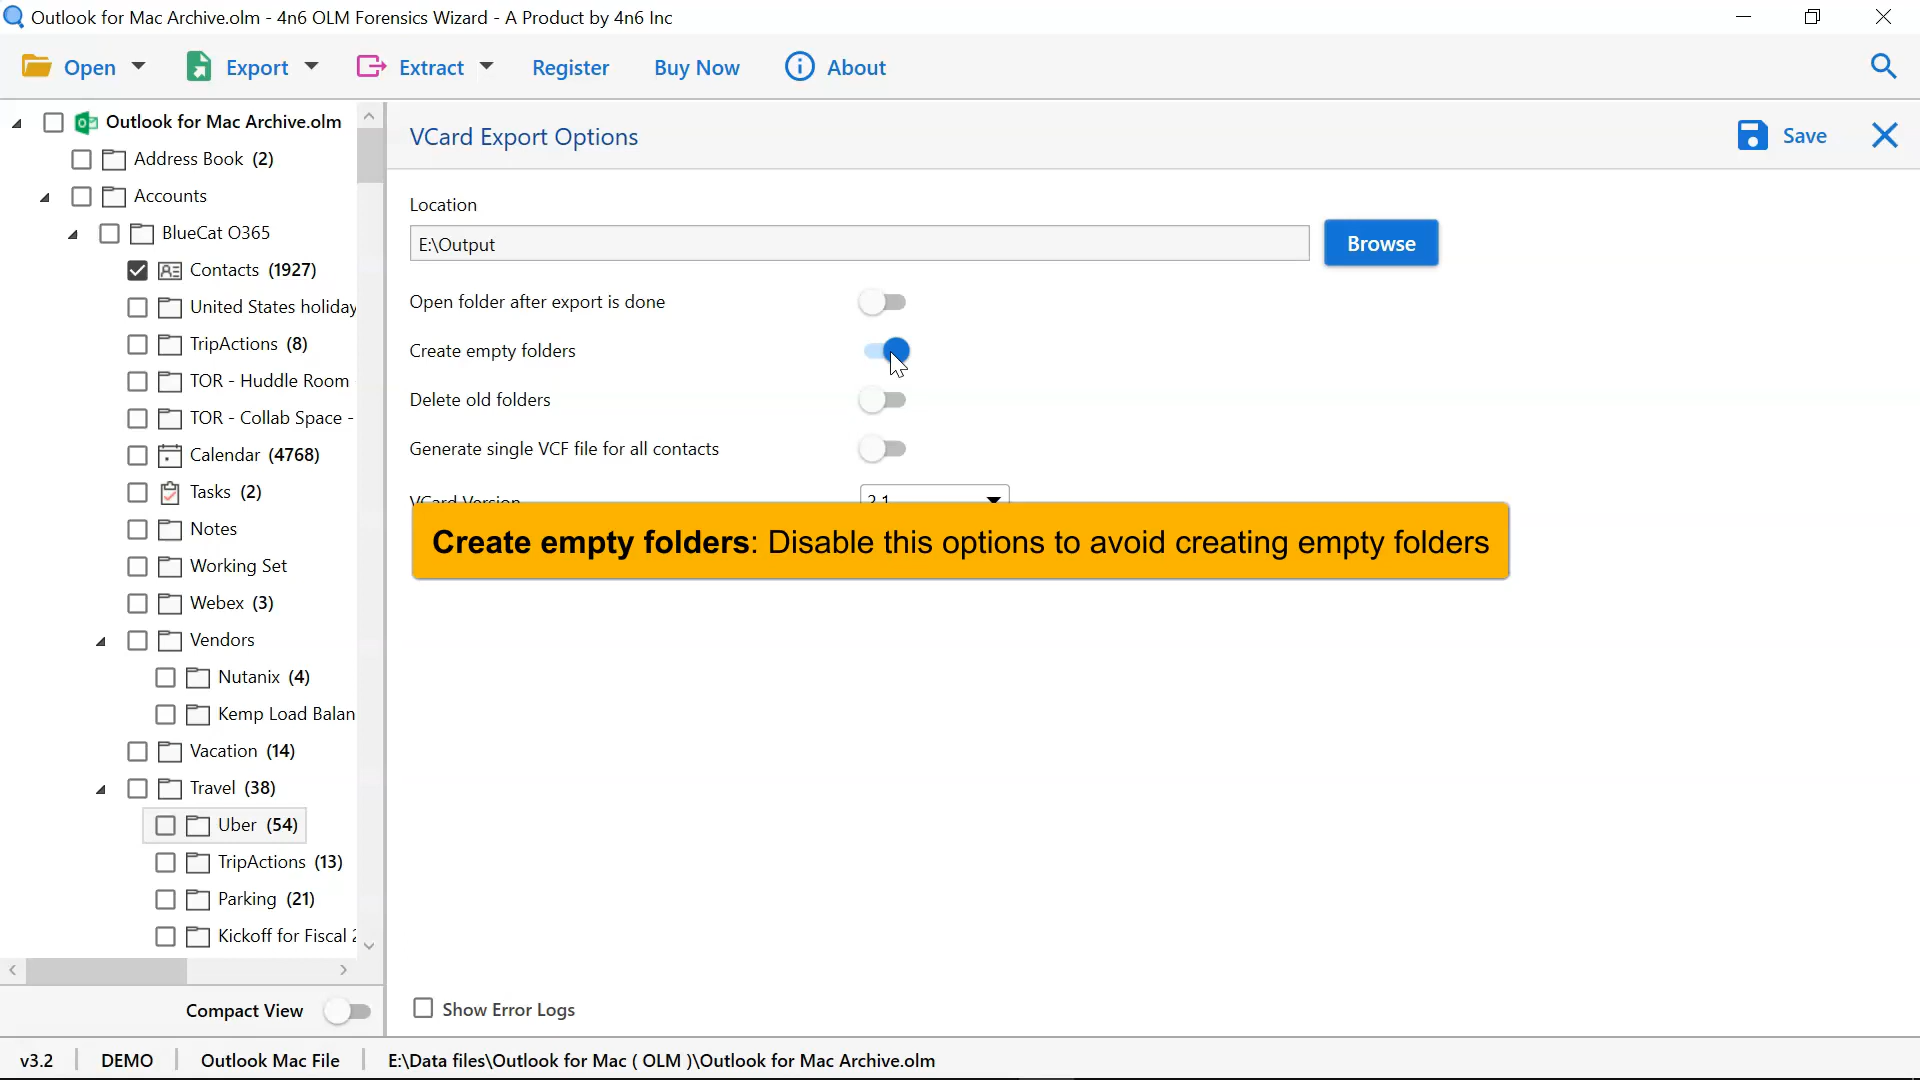 Outlook for Mac Archive.olm - 4n6 OLM Forensics Wizard - A Product by 4n6 Inc
Open Export Extract Register Buy Now About
Outlook for Mac Archive.olm
Address Book (2)
Accounts
BlueCat O365
Contacts (1927)
United States holiday
TripActions (8)
TOR - Huddle Room
TOR - Collab Space -
Calendar (4768)
Tasks (2)
Notes
Working Set
Webex (3)
Vendors
Nutanix (4)
Kemp Load Balan
Vacation (14)
Travel (38)
Uber (54)
TripActions (13)
Parking (21)
Kickoff for Fiscal 2
Compact View
VCard Export Options
Save
Location
E:\Output
Browse
Open folder after export is done
Create empty folders
Delete old folders
Generate single VCF file for all contacts
VCard Version
Create empty folders: Disable this options to avoid creating empty folders
Show Error Logs
v3.2 DEMO Outlook Mac File E:\Data files\Outlook for Mac ( OLM )\Outlook for Mac Archive.olm